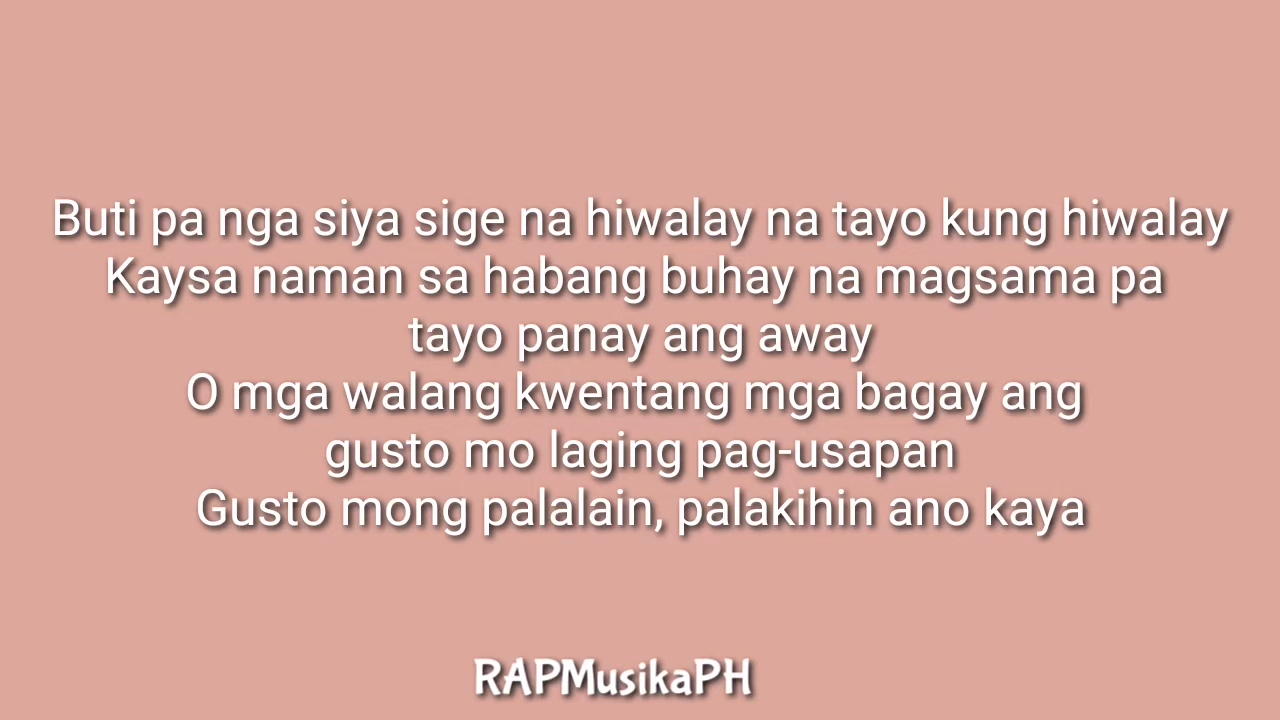 Buti pa nga siya sige na hiwalay na tayo kung hiwalay
Kaysa naman sa habang buhay na magsama pa
tayo panay ang away
O mga walang kwentang mga bagay ang
gusto mo laging pag-usapan
Gusto mong palalain, palakihin ano kaya
RAPMusikaPH